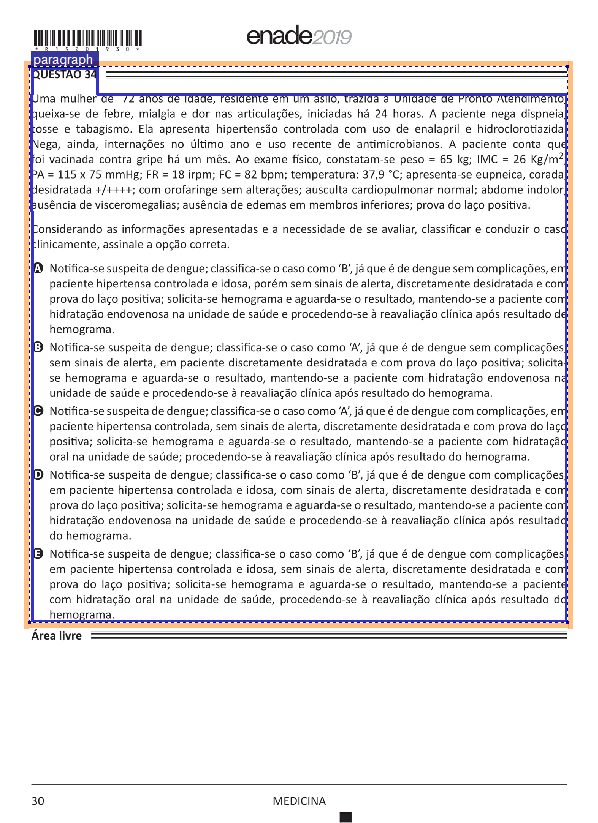 *R1520193 0*
enade2019
paragraph
QUESTÃO 34
Uma mulher de 72 anos de idade, residente em um asilo, trazida à Unidade de Pronto Atendimento,
queixa-se de febre, mialgia e dor nas articulações, iniciadas há 24 horas. A paciente nega dispneia,
tosse e tabagismo. Ela apresenta hipertensão controlada com uso de enalapril e hidroclorotiazida.
Nega, ainda, internações no último ano e uso recente de antimicrobianos. A paciente conta que
foi vacinada contra gripe há um mês. Ao exame físico, constatam-se peso = 65 kg; IMC = 26 Kg/m²;
PA = 115 x 75 mmHg; FR = 18 irpm; FC = 82 bpm; temperatura: 37,9 °C; apresenta-se eupneica, corada,
desidratada +/++++; com orofaringe sem alterações; ausculta cardiopulmonar normal; abdome indolor,
ausência de visceromegalias; ausência de edemas em membros inferiores; prova do laço positiva.
Considerando as informações apresentadas e a necessidade de se avaliar, classificar e conduzir o caso
clinicamente, assinale a opção correta.
A Notifica-se suspeita de dengue; classifica-se o caso como 'B', já que é de dengue sem complicações, em
paciente hipertensa controlada e idosa, porém sem sinais de alerta, discretamente desidratada e com
prova do laço positiva; solicita-se hemograma e aguarda-se o resultado, mantendo-se a paciente com
hidratação endovenosa na unidade de saúde e procedendo-se à reavaliação clínica após resultado de
hemograma.
B Notifica-se suspeita de dengue; classifica-se o caso como 'A', já que é de dengue sem complicações,
sem sinais de alerta, em paciente discretamente desidratada e com prova do laço positiva; solicita-
se hemograma e aguarda-se o resultado, mantendo-se a paciente com hidratação endovenosa na
unidade de saúde e procedendo-se à reavaliação clínica após resultado do hemograma.
C Notifica-se suspeita de dengue; classifica-se o caso como 'A', já que é de dengue com complicações, em
paciente hipertensa controlada, sem sinais de alerta, discretamente desidratada e com prova do laço
positiva; solicita-se hemograma e aguarda-se o resultado, mantendo-se a paciente com hidratação
oral na unidade de saúde; procedendo-se à reavaliação clínica após resultado do hemograma.
D Notifica-se suspeita de dengue; classifica-se o caso como 'B', já que é de dengue com complicações,
em paciente hipertensa controlada e idosa, com sinais de alerta, discretamente desidratada e com
prova do laço positiva; solicita-se hemograma e aguarda-se o resultado, mantendo-se a paciente com
hidratação endovenosa na unidade de saúde e procedendo-se à reavaliação clínica após resultado
do hemograma.
E Notifica-se suspeita de dengue; classifica-se o caso como 'B', já que é de dengue com complicações,
em paciente hipertensa controlada e idosa, sem sinais de alerta, discretamente desidratada e com
prova do laço positiva; solicita-se hemograma e aguarda-se o resultado, mantendo-se a paciente
com hidratação oral na unidade de saúde, procedendo-se à reavaliação clínica após resultado do
hemograma.
Área livre
30
MEDICINA